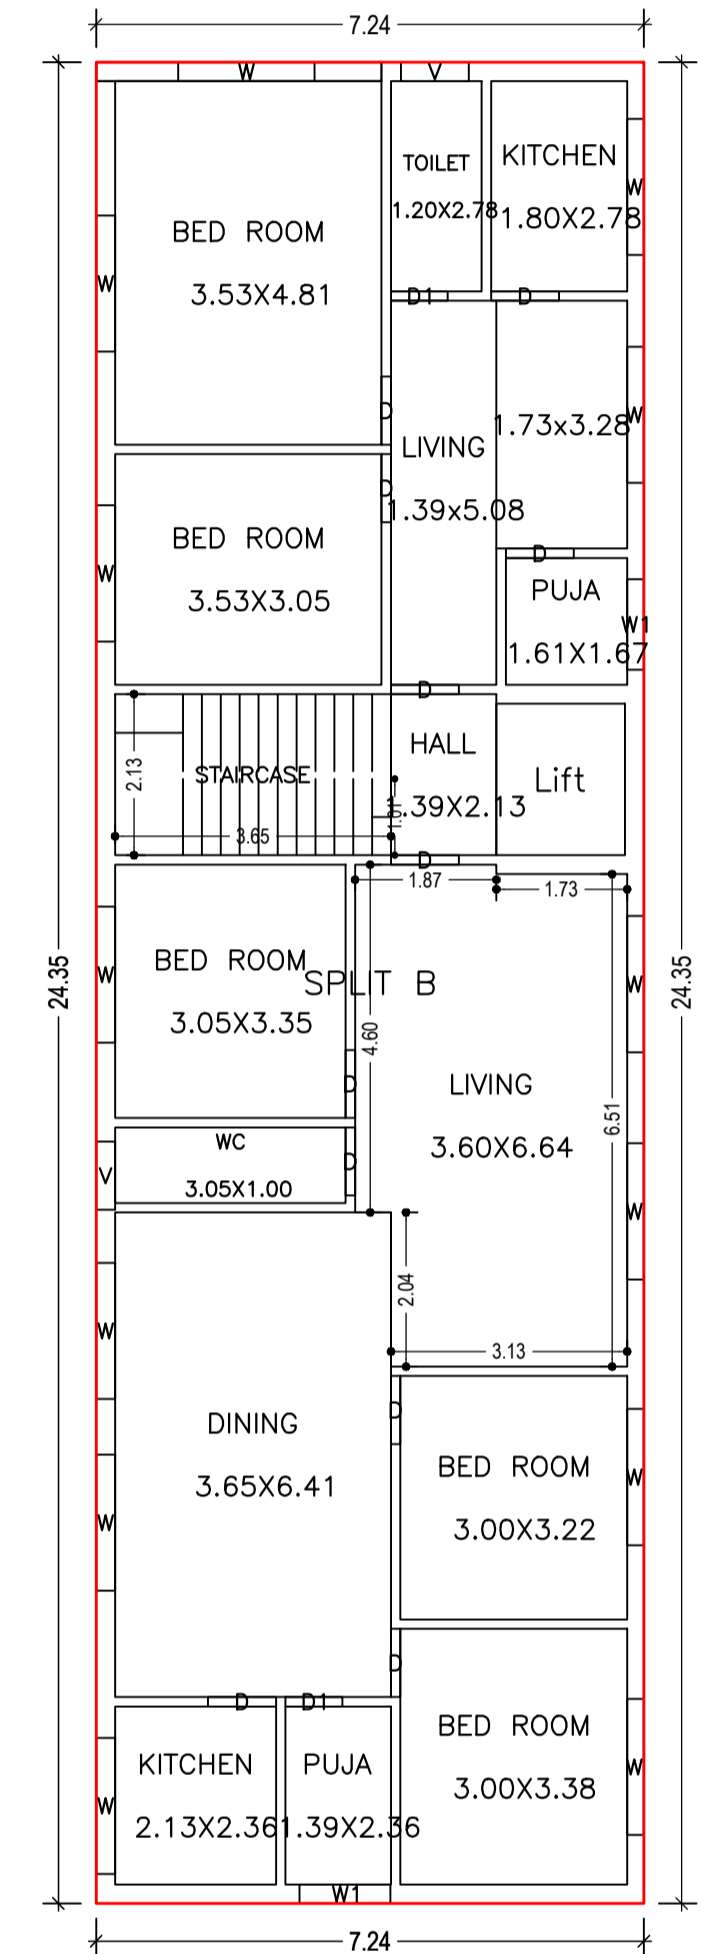 7.24
W
V
TOILET
1.20X2.78
KITCHEN
1.80X2.78
W
BED ROOM
3.53X4.81
W
D1
D
D
LIVING
1.39x5.08
1.73x3.28
W
D
BED ROOM
3.53X3.05
W
D
PUJA
1.61X1.67
W1
D
HALL
.39X2.13
Lift
STAIRCASE
2.13
3.65
D
1.87
1.73
BED ROOM
3.05X3.35
W
SPLIT B
W
24.35
24.35
4.60
D
LIVING
3.60X6.64
6.51
WC
3.05X1.00
V
D
W
2.04
3.13
W
DINING
3.65X6.41
W
D
BED ROOM
3.00X3.22
W
D
D
D1
KITCHEN
2.13X2.36
W
PUJA
1.39X2.36
BED ROOM
3.00X3.38
W
W1
7.24